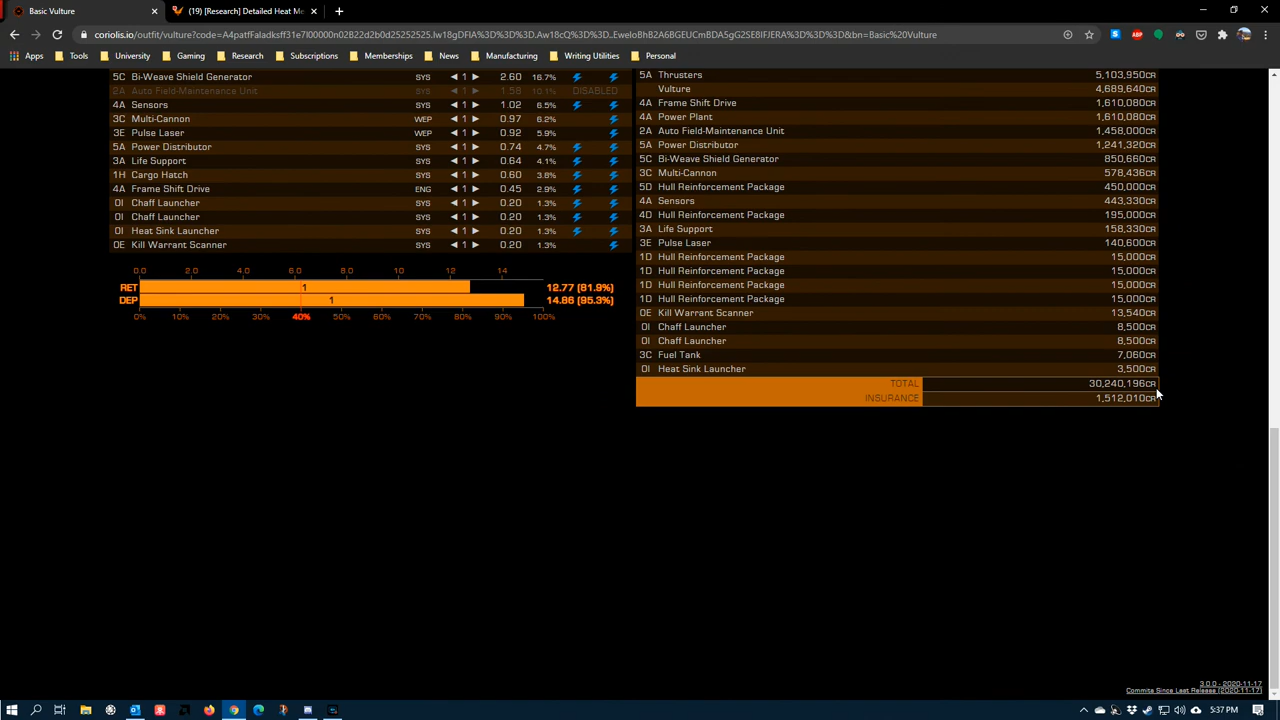 Basic Vulture
(19) [Research] Detailed Heat Me
coriolis.io/outfit/vulture?code=A4patfFaladksff31e7l00000n02B22d2b0d25252525.Iw18gDFIA%3D%3D%3D.Aw18cQ%3D%3D%3D..EweloBhB2A6BGEUCmBDA5gG2SE8IFJERA%3D%3D%3D&bn=Basic%20Vulture
Apps Tools University Gaming Research Subscriptions Memberships News Manufacturing Writing Utilities Personal
5C Bi-Weave Shield Generator SYS 1 2.60 16.7%
2A Auto Field-Maintenance Unit SYS 1 1.58 10.1% DISABLED
4A Sensors SYS 1 1.02 6.5%
3C Multi-Cannon WEP 1 0.97 6.2%
3E Pulse Laser WEP 1 0.92 5.9%
5A Power Distributor SYS 1 0.74 4.7%
3A Life Support SYS 1 0.64 4.1%
1H Cargo Hatch SYS 1 0.60 3.8%
4A Frame Shift Drive ENG 1 0.45 2.9%
0I Chaff Launcher SYS 1 0.20 1.3%
0I Chaff Launcher SYS 1 0.20 1.3%
0I Heat Sink Launcher SYS 1 0.20 1.3%
0E Kill Warrant Scanner SYS 1 0.20 1.3%
0.0 2.0 4.0 6.0 8.0 10 12 14
RET 1 12.77 (81.9%)
DEP 1 14.86 (95.3%)
0% 10% 20% 30% 40% 50% 60% 70% 80% 90% 100%
5A Thrusters 5,103,950CR
Vulture 4,689,640CR
4A Frame Shift Drive 1,610,080CR
4A Power Plant 1,610,080CR
2A Auto Field-Maintenance Unit 1,458,000CR
5A Power Distributor 1,241,320CR
5C Bi-Weave Shield Generator 850,660CR
3C Multi-Cannon 578,436CR
5D Hull Reinforcement Package 450,000CR
4A Sensors 443,330CR
4D Hull Reinforcement Package 195,000CR
3A Life Support 158,330CR
3E Pulse Laser 140,600CR
1D Hull Reinforcement Package 15,000CR
1D Hull Reinforcement Package 15,000CR
1D Hull Reinforcement Package 15,000CR
1D Hull Reinforcement Package 15,000CR
0E Kill Warrant Scanner 13,540CR
0I Chaff Launcher 8,500CR
0I Chaff Launcher 8,500CR
3C Fuel Tank 7,060CR
0I Heat Sink Launcher 3,500CR
TOTAL 30,240,196CR
INSURANCE 1,512,010CR
3.0.0 - 2020-11-17
Commits Since Last Release (2020-11-17)
5:37 PM